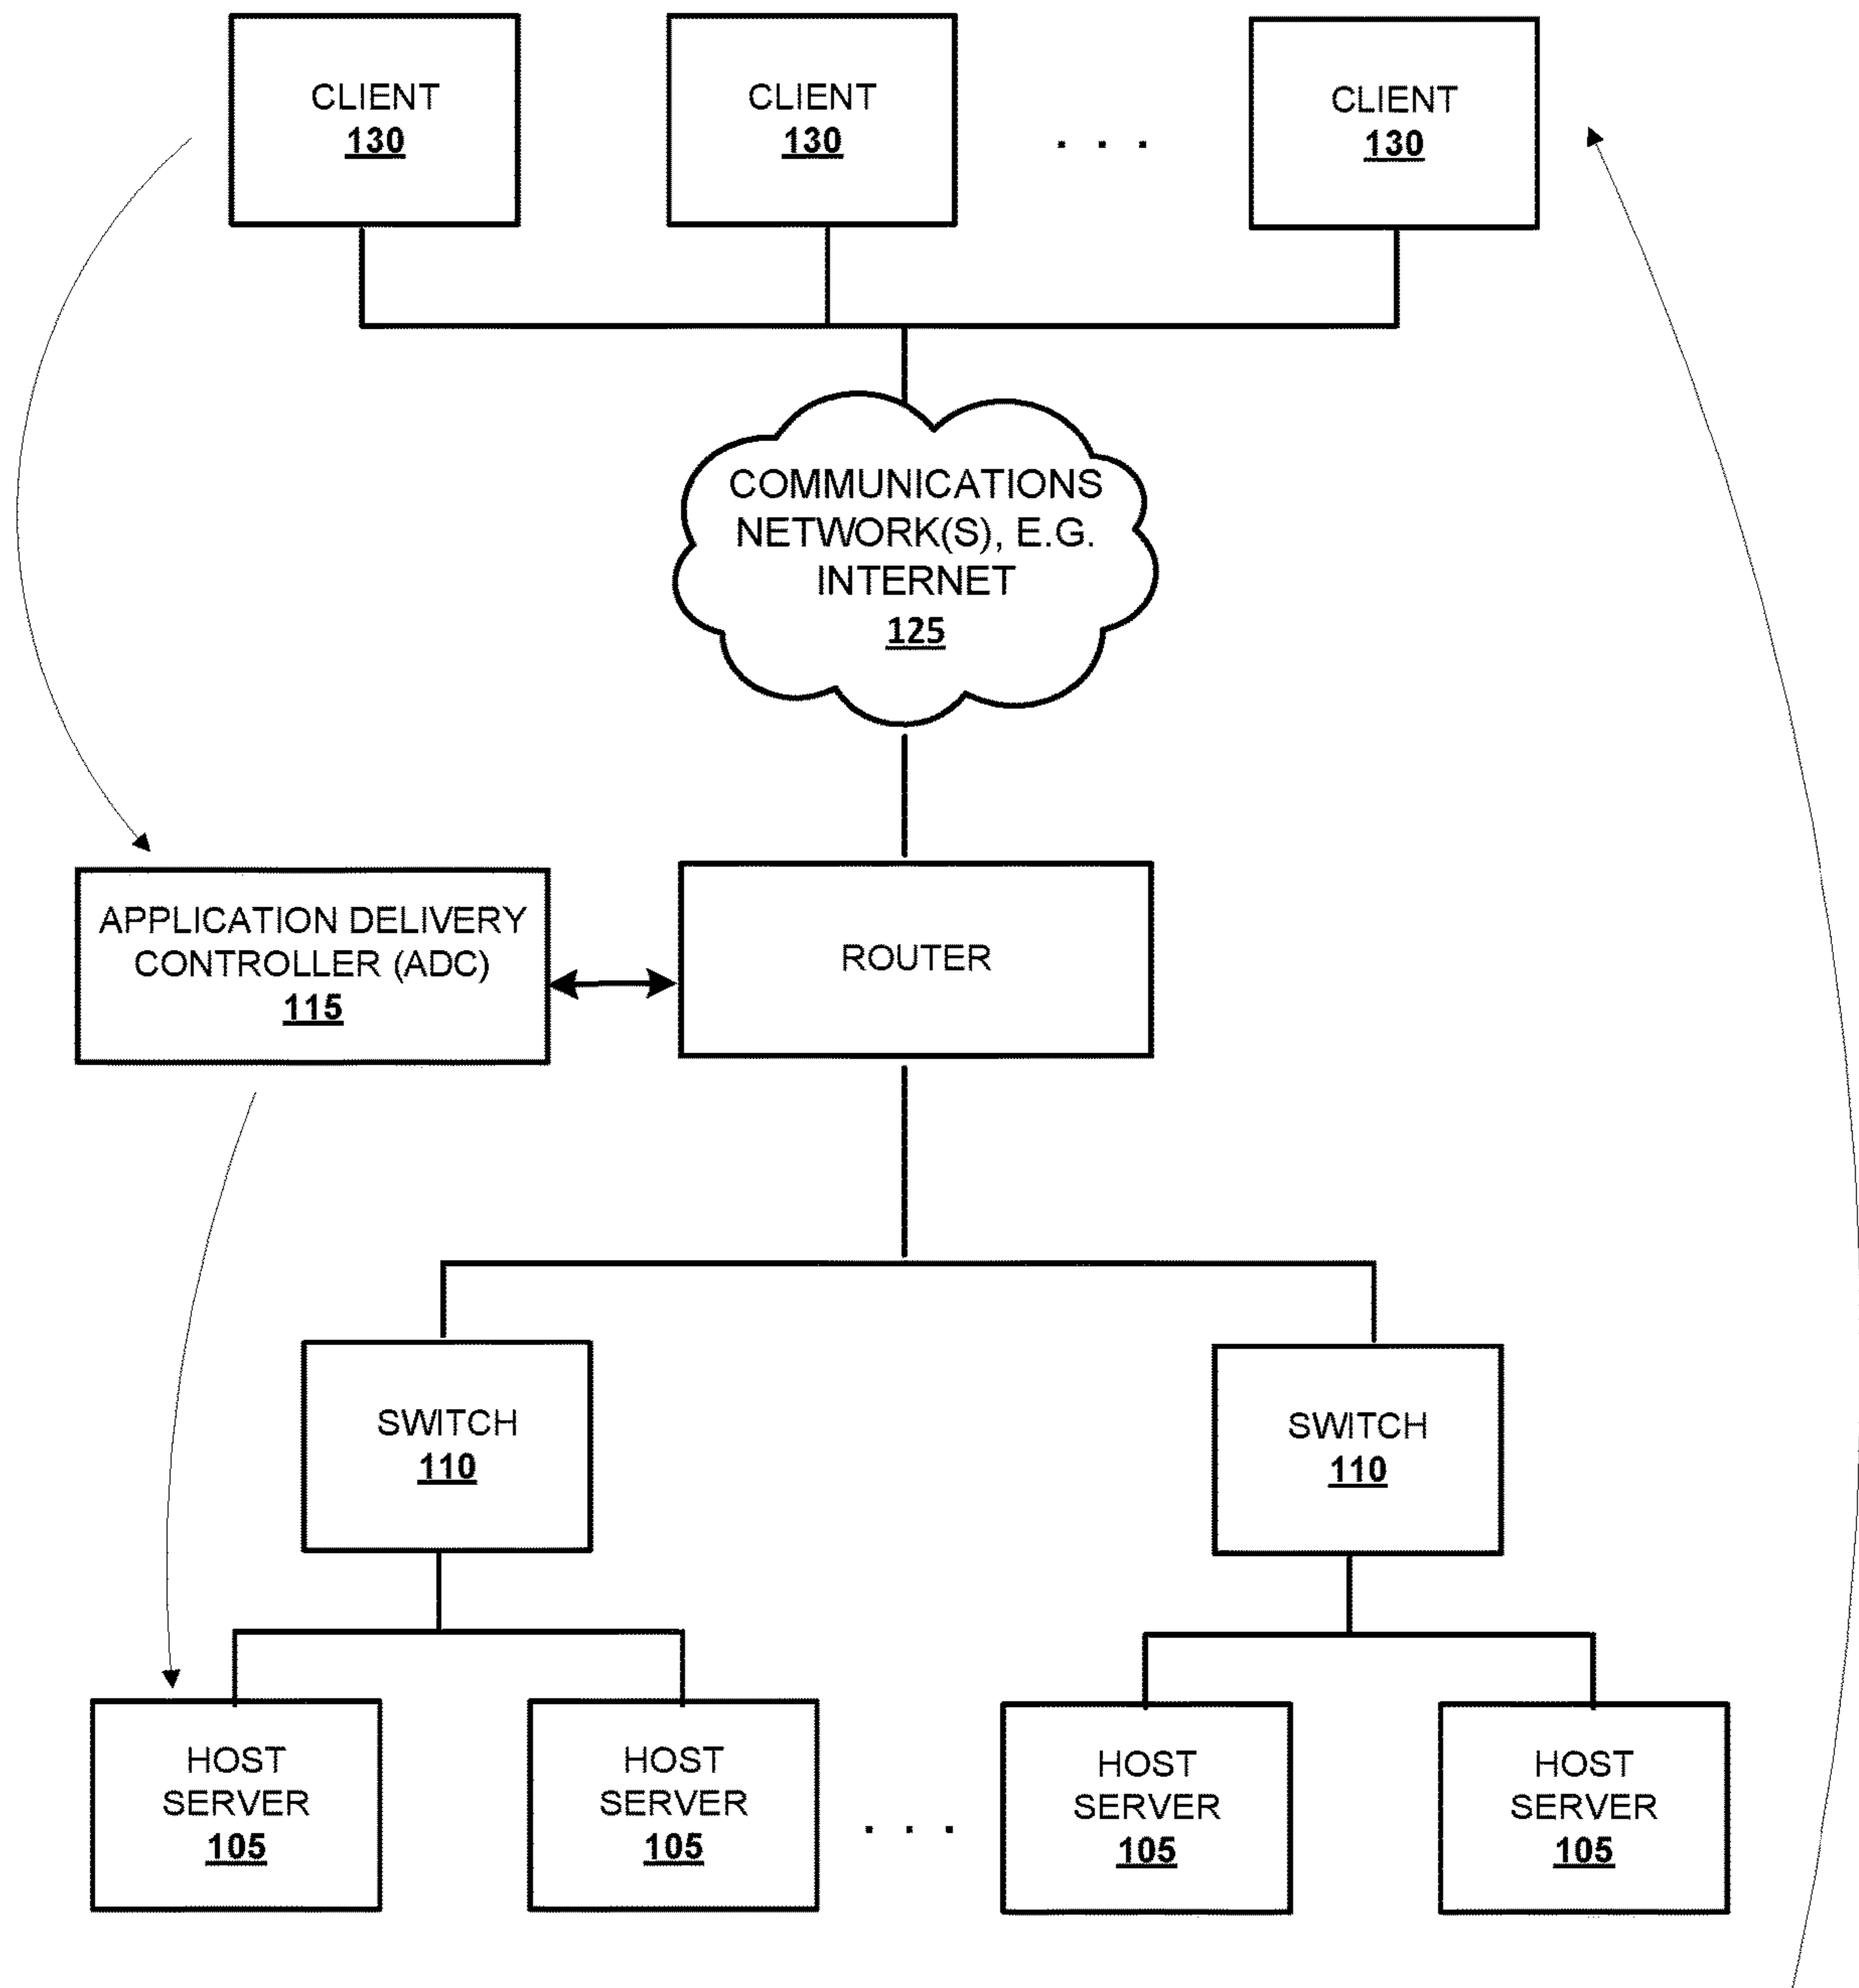 CLIENT
130
CLIENT
130
. . .
CLIENT
130
COMMUNICATIONS
NETWORK(S), E.G.
INTERNET
125
APPLICATION DELIVERY
CONTROLLER (ADC)
115
ROUTER
SWITCH
110
SWITCH
110
HOST
SERVER
105
HOST
SERVER
105
. . .
HOST
SERVER
105
HOST
SERVER
105